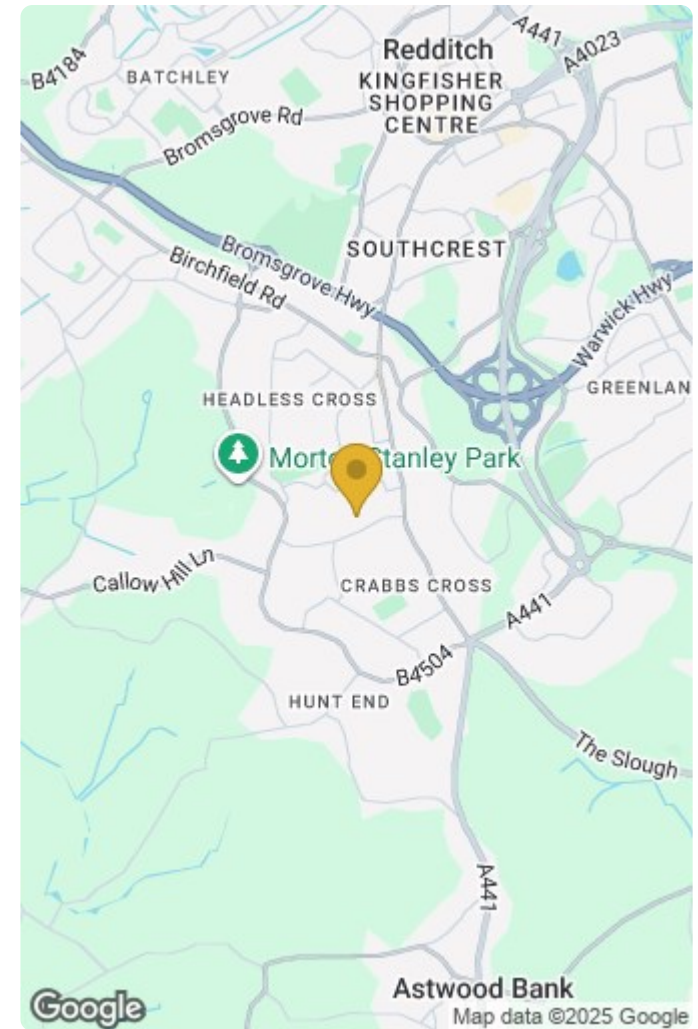 A441
A4023
B4184
Redditch
BATCHLEY
KINGFISHER
SHOPPING
CENTRE
Bromsgrove Rd
SOUTHCREST
Bromsgrove Hwy
Birchfield Rd
Warwick Hwy
GREENLAN
HEADLESS CROSS
Stanley Park
Callow Hill Ln
CRABBS CROSS
A441
B4504
HUNT END
The Slough
A441
Astwood Bank
Google
Map data ©2025 Google